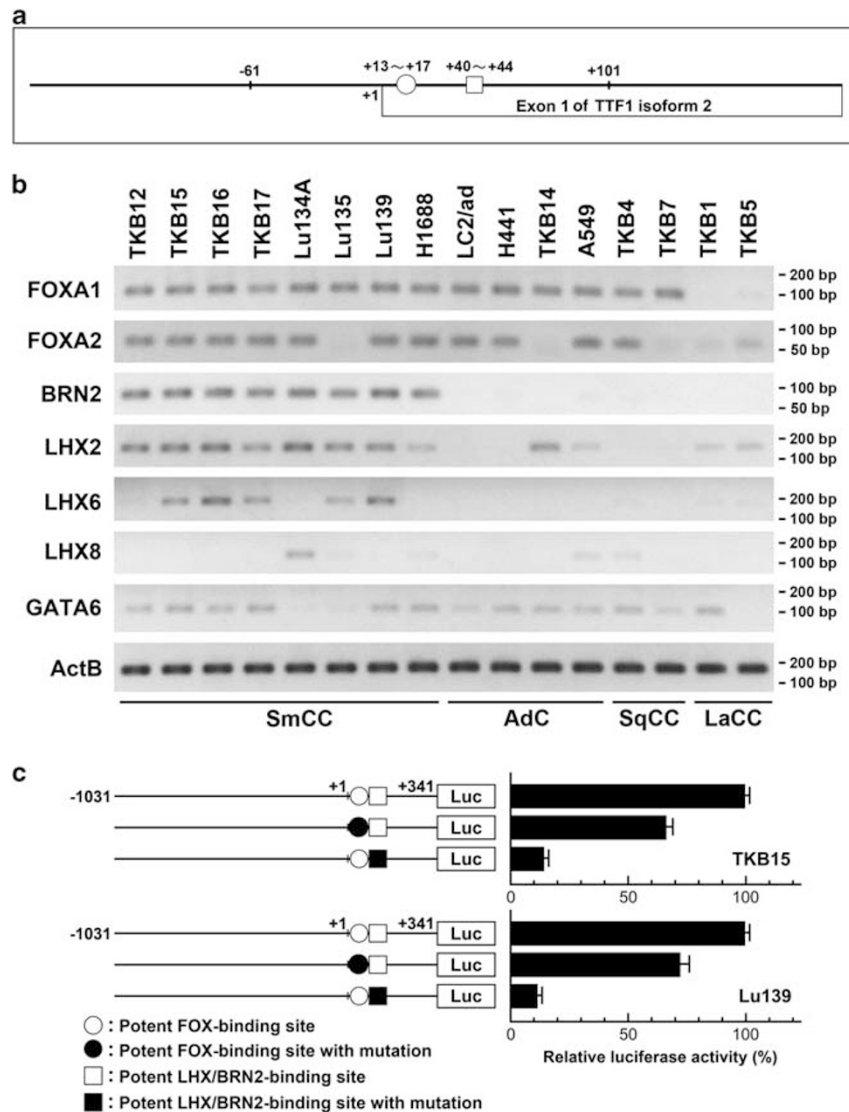 a
-61
+13～+17
+40～+44
+101
+1
Exon 1 of TTF1 isoform 2
b
TKB12 TKB15 TKB16 TKB17 Lu134A Lu135 Lu139 H1688 LC2/ad H441 TKB14 A549 TKB4 TKB7 TKB1 TKB5
FOXA1
200 bp
100 bp
FOXA2
100 bp
50 bp
BRN2
100 bp
50 bp
LHX2
200 bp
100 bp
LHX6
200 bp
100 bp
LHX8
200 bp
100 bp
GATA6
200 bp
100 bp
ActB
200 bp
100 bp
SmCC AdC SqCC LaCC
c
-1031 +1 +341 Luc
Luc
Luc
TKB15
0 50 100
-1031 +1 +341 Luc
Luc
Luc
Lu139
0 50 100
Relative luciferase activity (%)
: Potent FOX-binding site
: Potent FOX-binding site with mutation
: Potent LHX/BRN2-binding site
: Potent LHX/BRN2-binding site with mutation